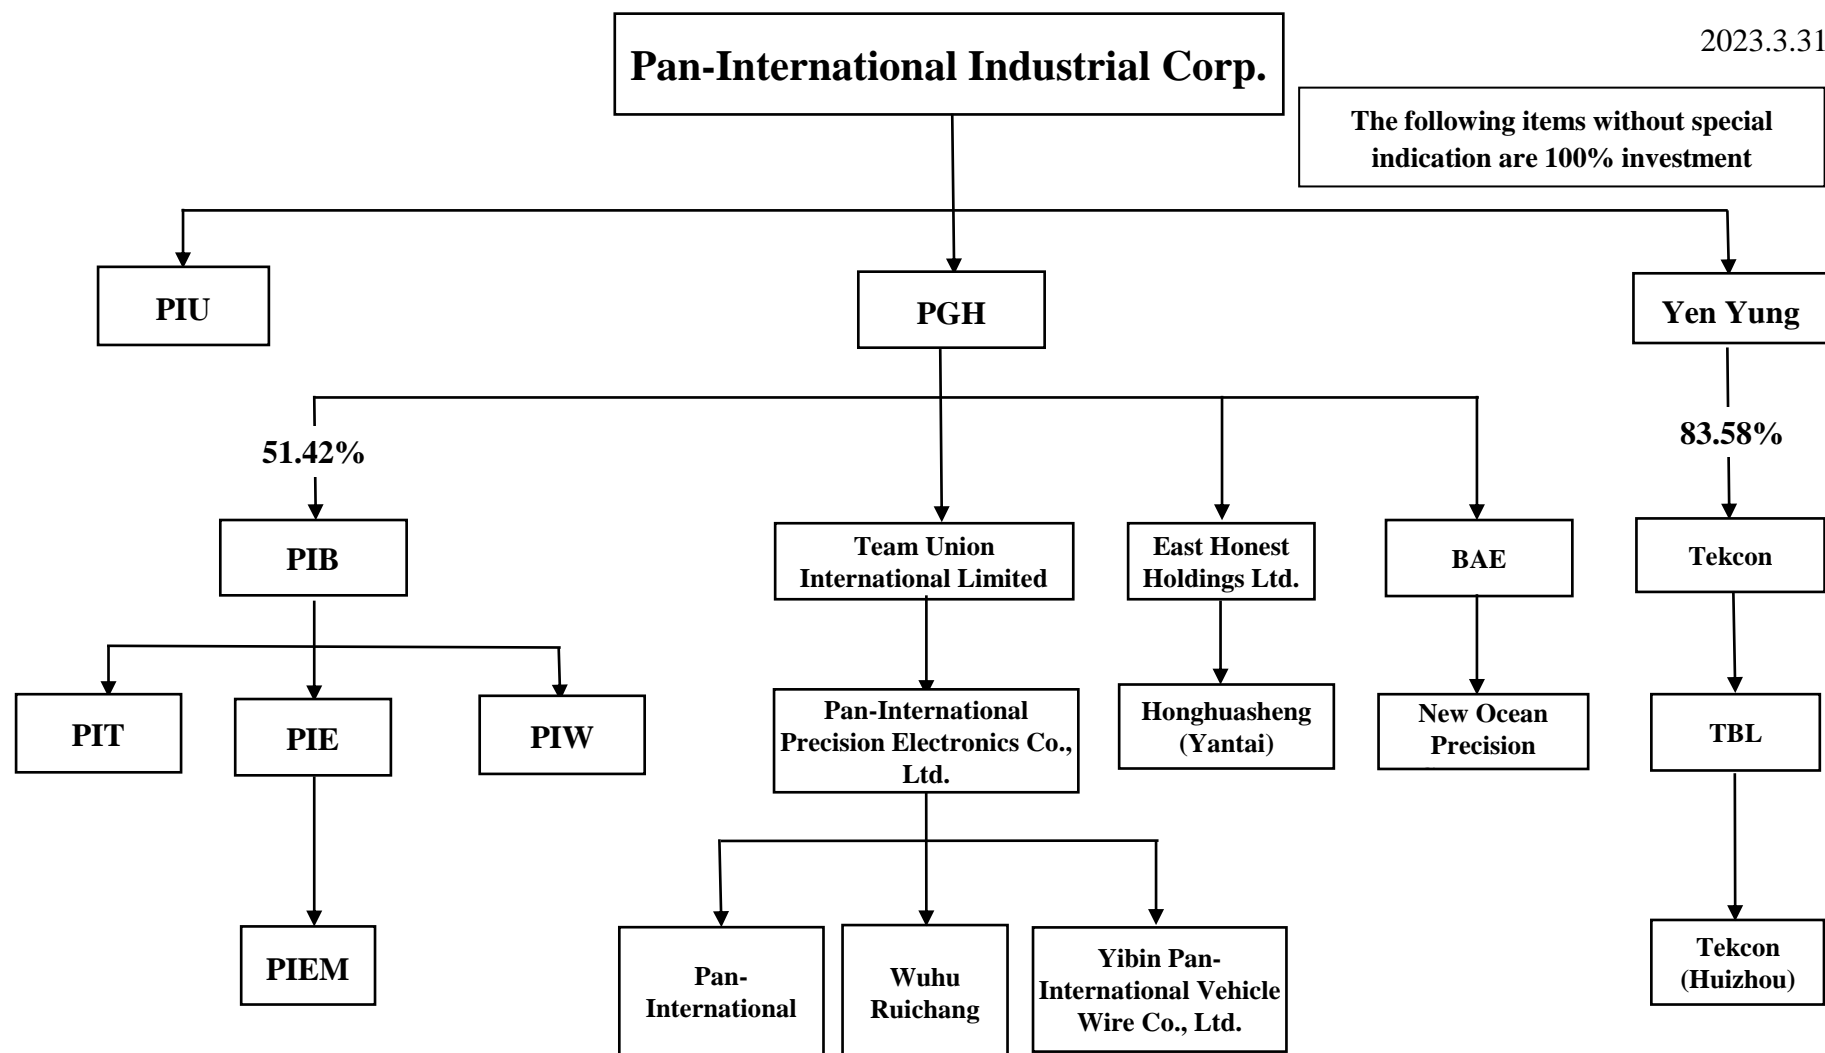 2023.3.31
Pan-International Industrial Corp.
The following items without special
indication are 100% investment
PIU
PGH
Yen Yung
51.42%
83.58%
PIB
Team Union
International Limited
East Honest
Holdings Ltd.
BAE
Tekcon
PIT
PIE
PIW
Pan-International
Precision Electronics Co.,
Ltd.
Honghuasheng
(Yantai)
New Ocean
Precision
TBL
PIEM
Pan-
International
Wuhu
Ruichang
Yibin Pan-
International Vehicle
Wire Co., Ltd.
Tekcon
(Huizhou)